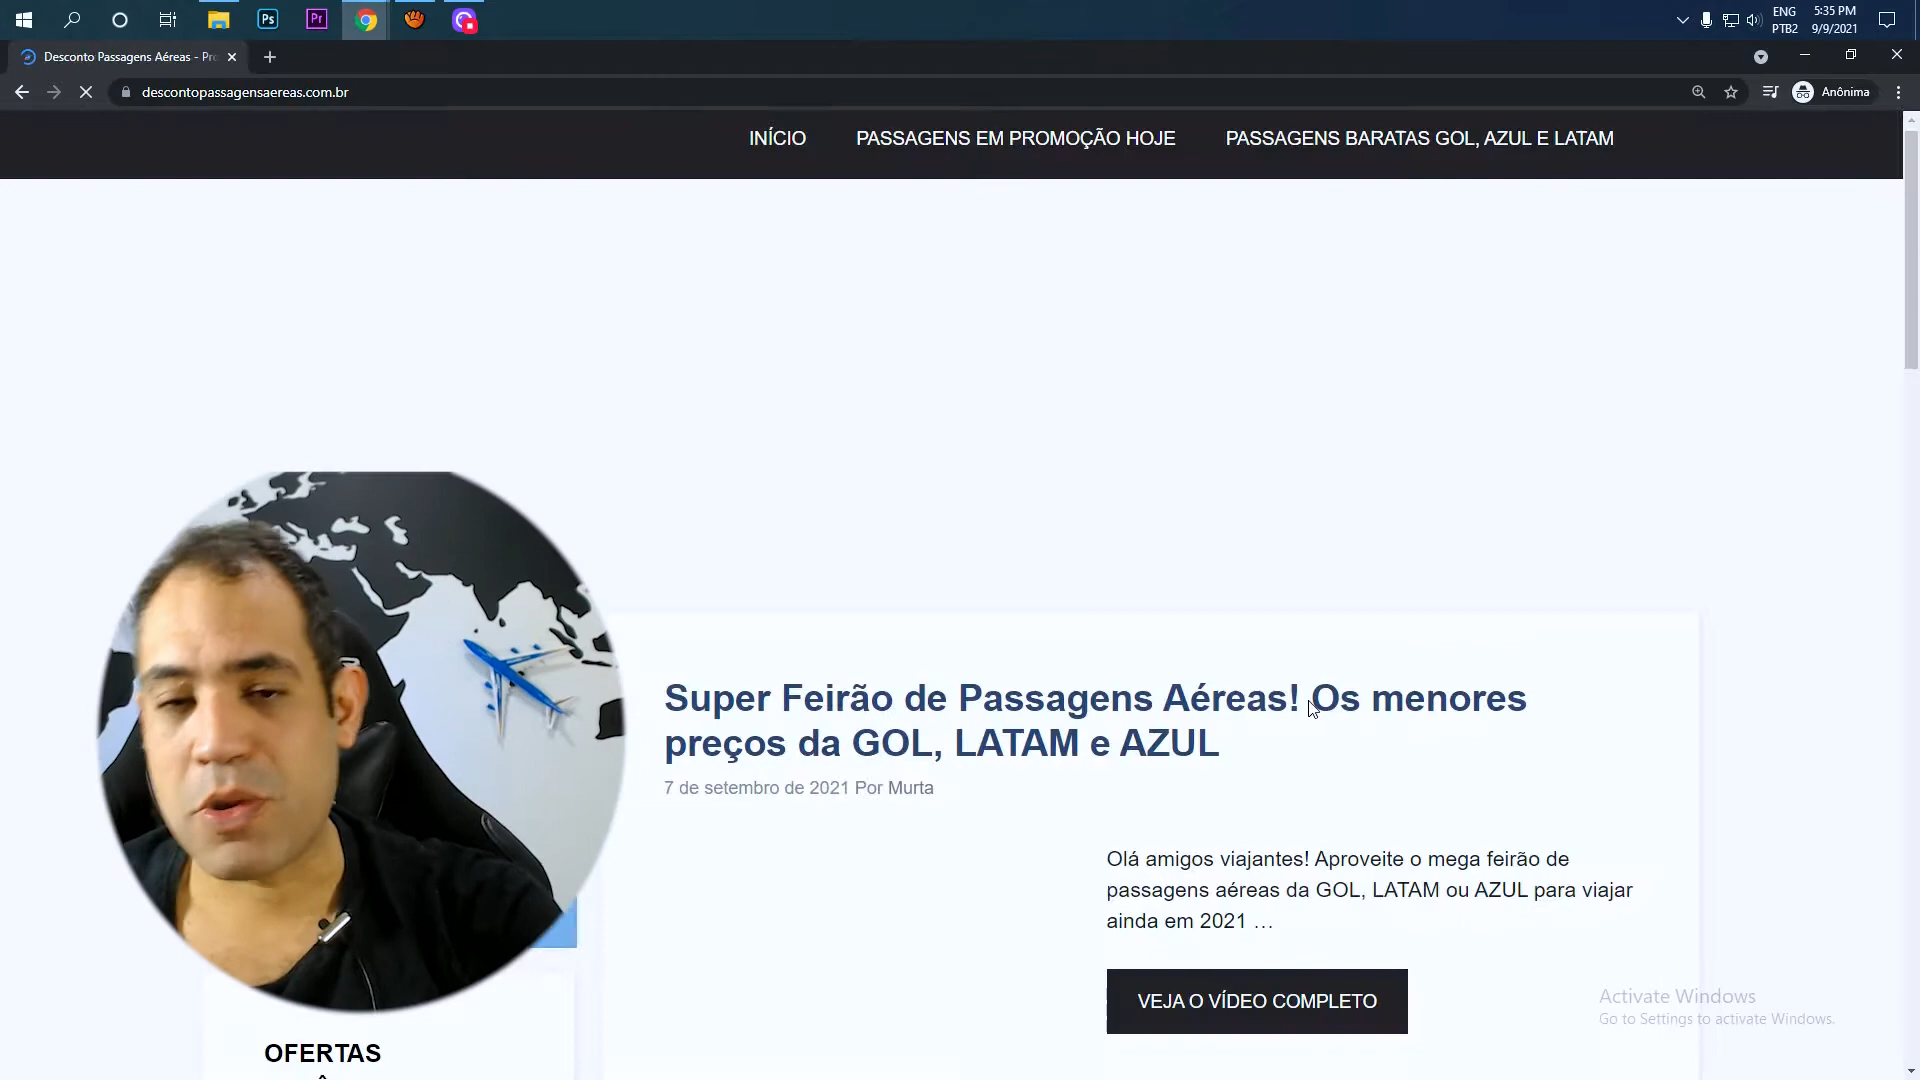 Ps
Pr
ENG
PTB2
5:35 PM
9/9/2021
Desconto Passagens Aéreas - Pro
descontopassagensaereas.com.br
Anônima
INÍCIO
PASSAGENS EM PROMOÇÃO HOJE
PASSAGENS BARATAS GOL, AZUL E LATAM
Super Feirão de Passagens Aéreas! Os menores
preços da GOL, LATAM e AZUL
7 de setembro de 2021 Por Murta
Olá amigos viajantes! Aproveite o mega feirão de
passagens aéreas da GOL, LATAM ou AZUL para viajar
ainda em 2021 …
VEJA O VÍDEO COMPLETO
OFERTAS
Activate Windows
Go to Settings to activate Windows.